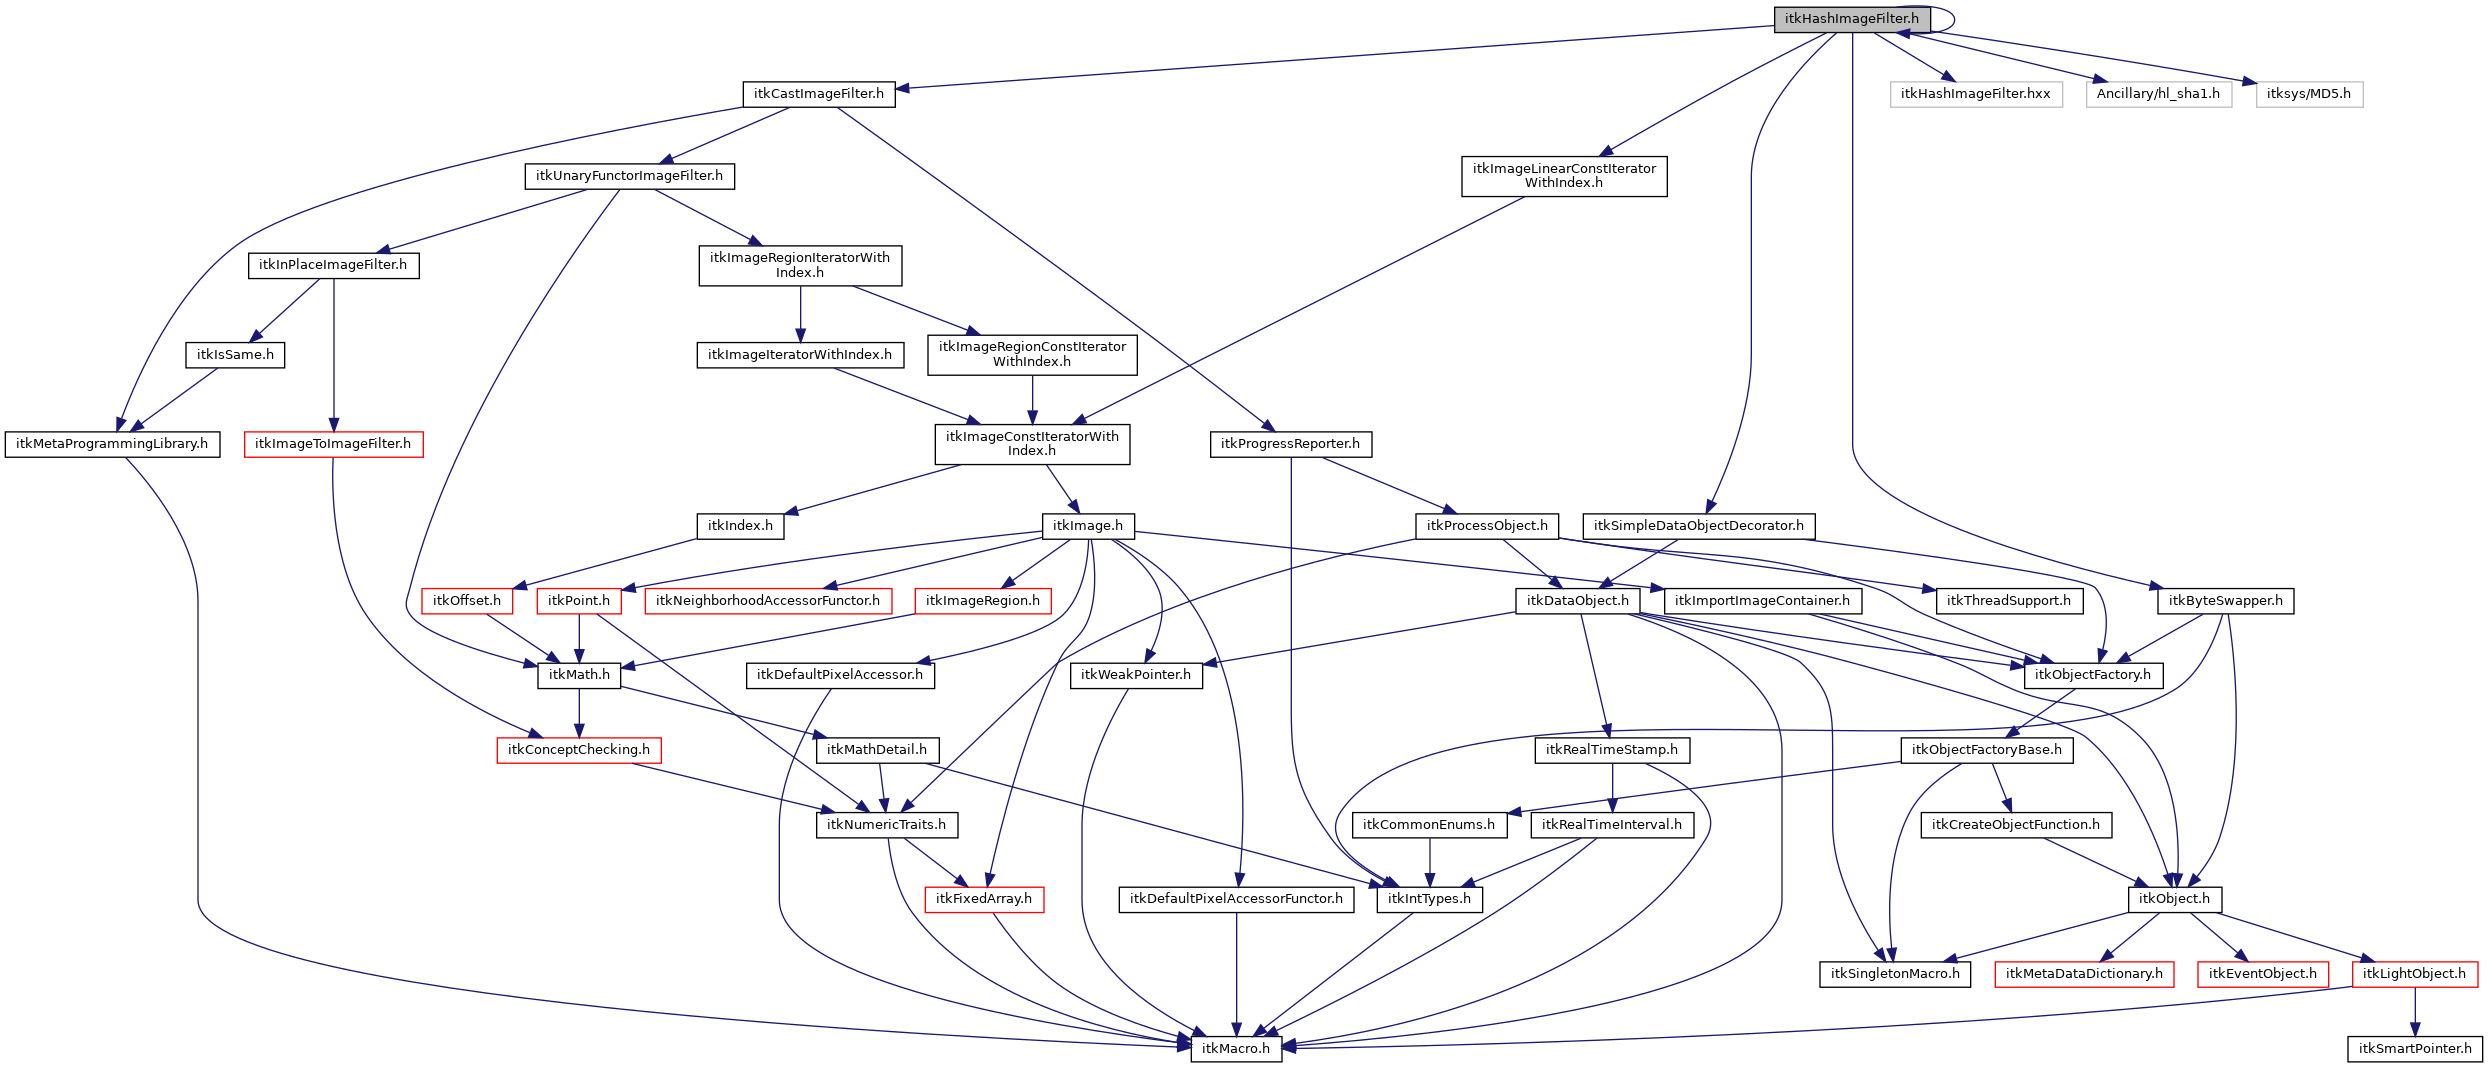 itkHashImageFilter.h
itkCastImageFilter.h
itkHashImageFilter.hxx
Ancillary/hl_sha1.h
itksys/MD5.h
itkUnaryFunctorImageFilter.h
itkImageLinearConstIterator
WithIndex.h
itkInPlaceImageFilter.h
itkImageRegionIteratorWith
Index.h
itkIsSame.h
itkImageIteratorWithIndex.h
itkImageRegionConstIterator
WithIndex.h
itkMetaProgrammingLibrary.h
itkImageToImageFilter.h
itkImageConstIteratorWith
Index.h
itkProgressReporter.h
itkIndex.h
itkImage.h
itkProcessObject.h
itkSimpleDataObjectDecorator.h
itkOffset.h
itkPoint.h
itkNeighborhoodAccessorFunctor.h
itkImageRegion.h
itkDataObject.h
itkImportImageContainer.h
itkThreadSupport.h
itkByteSwapper.h
itkMath.h
itkDefaultPixelAccessor.h
itkWeakPointer.h
itkObjectFactory.h
itkConceptChecking.h
itkMathDetail.h
itkRealTimeStamp.h
itkObjectFactoryBase.h
itkNumericTraits.h
itkCommonEnums.h
itkRealTimeInterval.h
itkCreateObjectFunction.h
itkFixedArray.h
itkDefaultPixelAccessorFunctor.h
itkIntTypes.h
itkObject.h
itkSingletonMacro.h
itkMetaDataDictionary.h
itkEventObject.h
itkLightObject.h
itkMacro.h
itkSmartPointer.h